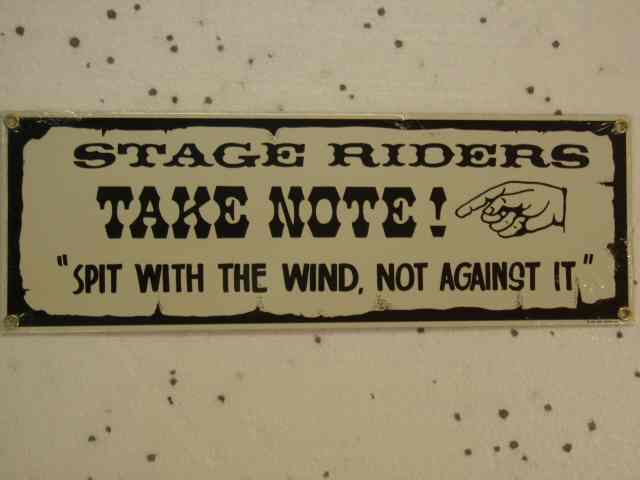 STAGE RIDERS
TAKE NOTE!
"SPIT WITH THE WIND, NOT AGAINST IT"